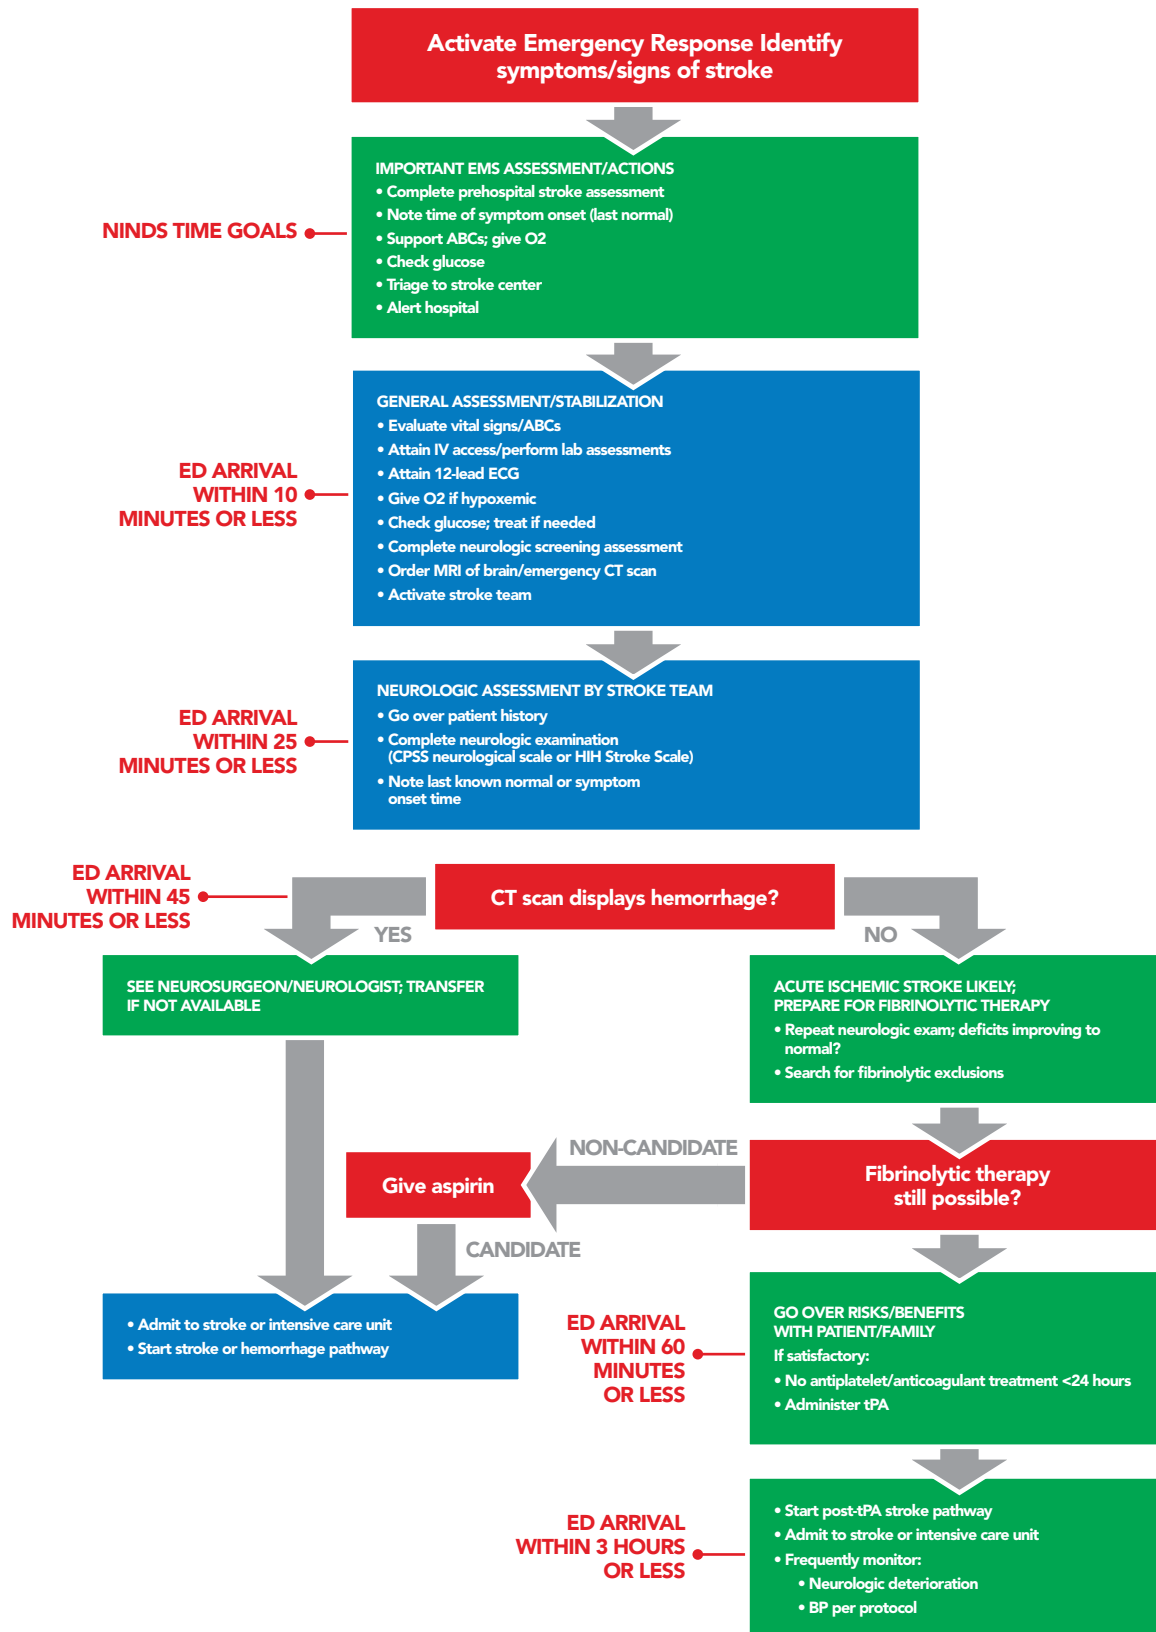 Activate Emergency Response Identify
symptoms/signs of stroke
NINDS TIME GOALS
IMPORTANT EMS ASSESSMENT/ACTIONS
• Complete prehospital stroke assessment
• Note time of symptom onset (last normal)
• Support ABCs; give O2
• Check glucose
• Triage to stroke center
• Alert hospital
ED ARRIVAL
WITHIN 10
MINUTES OR LESS
GENERAL ASSESSMENT/STABILIZATION
• Evaluate vital signs/ABCs
• Attain IV access/perform lab assessments
• Attain 12-lead ECG
• Give O2 if hypoxemic
• Check glucose; treat if needed
• Complete neurologic screening assessment
• Order MRI of brain/emergency CT scan
• Activate stroke team
ED ARRIVAL
WITHIN 25
MINUTES OR LESS
NEUROLOGIC ASSESSMENT BY STROKE TEAM
• Go over patient history
• Complete neurologic examination
(CPSS neurological scale or HIH Stroke Scale)
• Note last known normal or symptom
onset time
ED ARRIVAL
WITHIN 45
MINUTES OR LESS
CT scan displays hemorrhage?
YES
NO
SEE NEUROSURGEON/NEUROLOGIST; TRANSFER
IF NOT AVAILABLE
ACUTE ISCHEMIC STROKE LIKELY;
PREPARE FOR FIBRINOLYTIC THERAPY
• Repeat neurologic exam; deficits improving to
normal?
• Search for fibrinolytic exclusions
NON-CANDIDATE
Give aspirin
Fibrinolytic therapy
still possible?
CANDIDATE
• Admit to stroke or intensive care unit
• Start stroke or hemorrhage pathway
ED ARRIVAL
WITHIN 60
MINUTES
OR LESS
GO OVER RISKS/BENEFITS
WITH PATIENT/FAMILY
If satisfactory:
• No antiplatelet/anticoagulant treatment <24 hours
• Administer tPA
ED ARRIVAL
WITHIN 3 HOURS
OR LESS
• Start post-tPA stroke pathway
• Admit to stroke or intensive care unit
• Frequently monitor:
• Neurologic deterioration
• BP per protocol